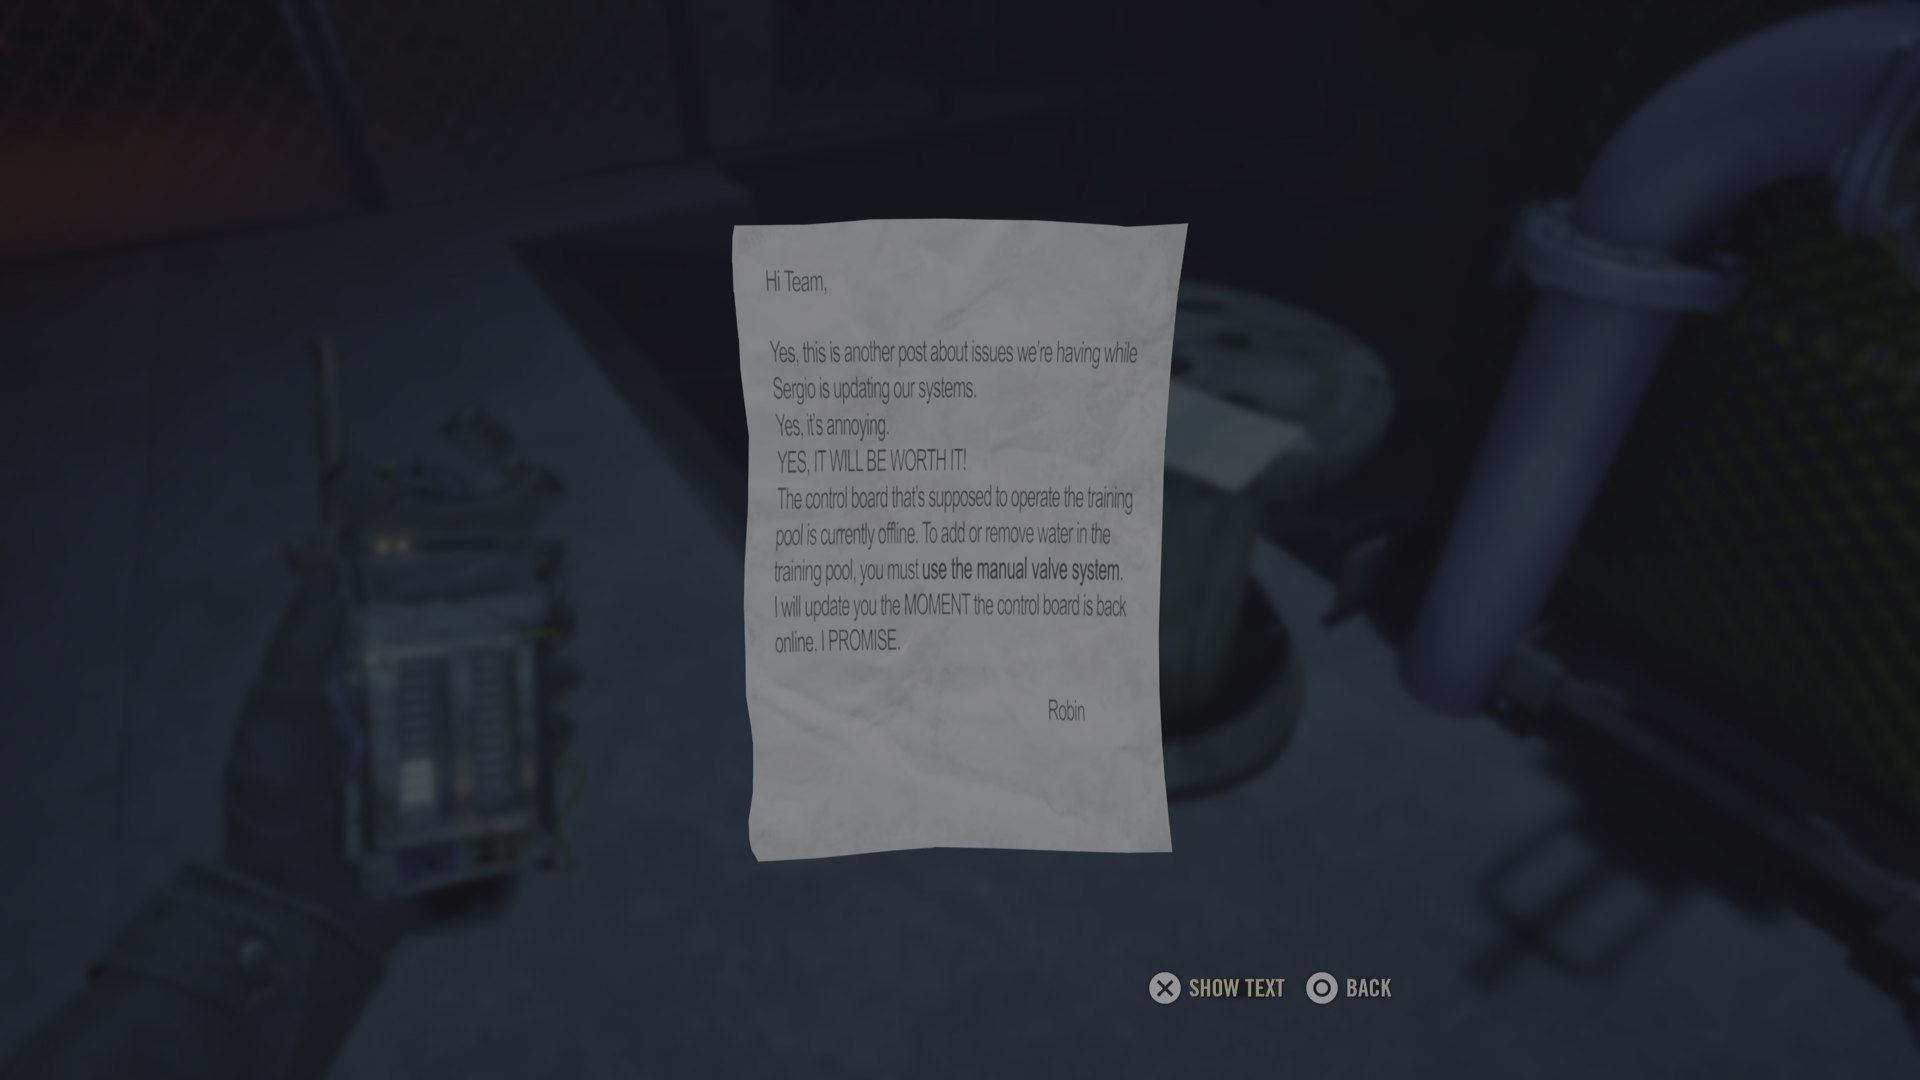 Hi Team,
Yes, this is another post about issues we're having while
Sergio is updating our systems.
Yes, it's annoying.
YES, IT WILL BE WORTH IT!
The control board that's supposed to operate the training
pool is currently offline. To add or remove water in the
training pool, you must use the manual valve system.
I will update you the MOMENT the control board is back
online. I PROMISE.
Robin
SHOW TEXT
BACK